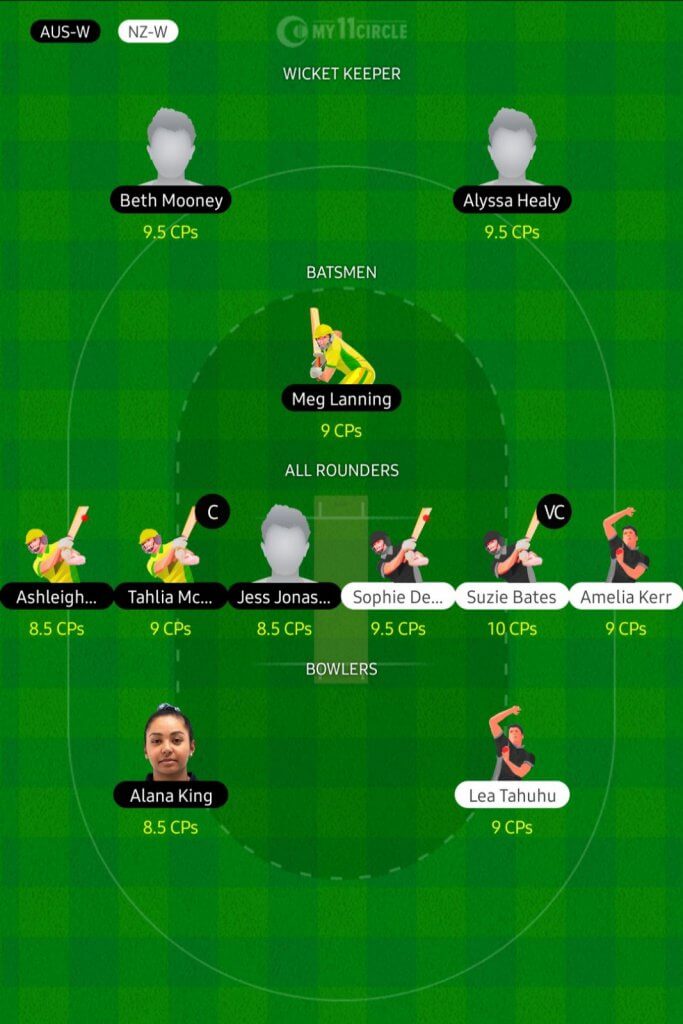 AUS-W NZ-W MY11CIRCLE
WICKET KEEPER
Beth Mooney Alyssa Healy
9.5 CPs 9.5 CPs
BATSMEN
Meg Lanning
9 CPs
ALL ROUNDERS
C VC
Ashleigh... Tahlia Mc... Jess Jonas... Sophie De... Suzie Bates Amelia Kerr
8.5 CPs 9 CPs 8.5 CPs 9.5 CPs 10 CPs 9 CPs
BOWLERS
Alana King Lea Tahuhu
8.5 CPs 9 CPs